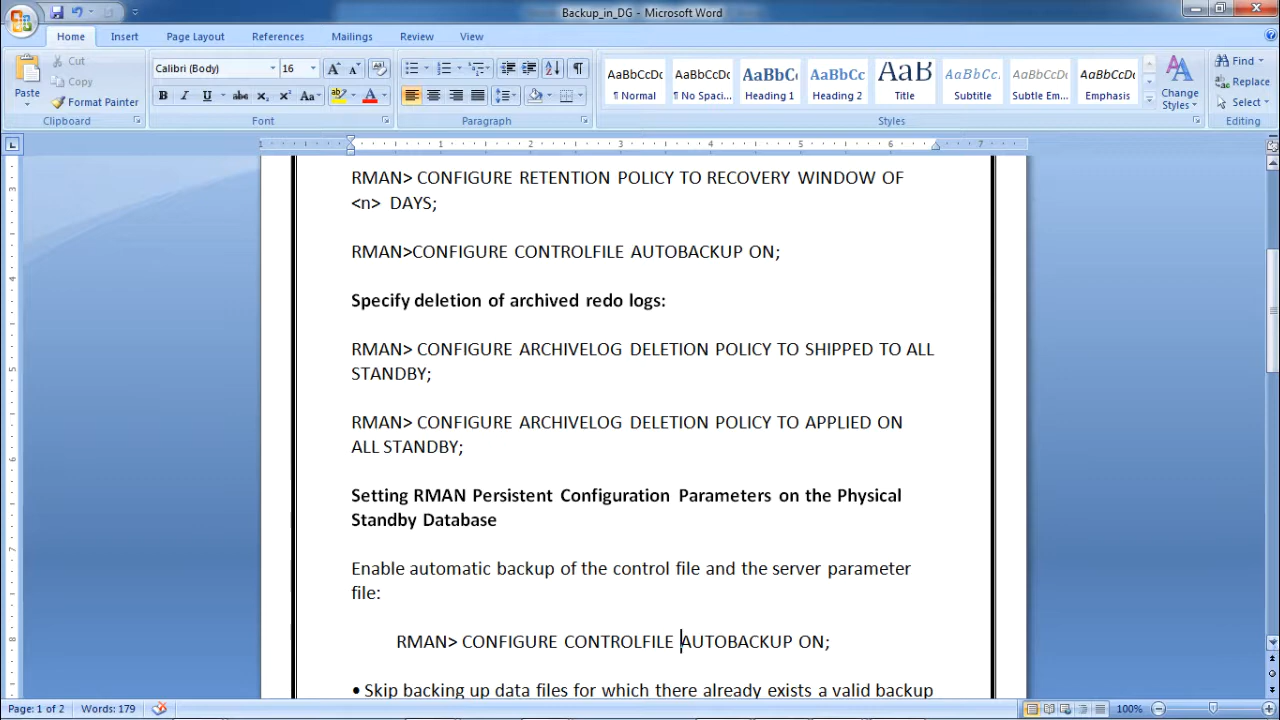 Backup_in_DG - Microsoft Word
Home Insert Page Layout References Mailings Review View
Paste
Cut
Copy
Format Painter
Clipboard
Calibri (Body) 16
Font
Paragraph
AaBbCcDc AaBbCcDc AaBbCc AaBbCc AaB AaBbCc. AaBbCcDc AaBbCcDc
¶ Normal ¶ No Spaci... Heading 1 Heading 2 Title Subtitle Subtle Em... Emphasis
Change Styles
Styles
Find
Replace
Select
Editing
RMAN> CONFIGURE RETENTION POLICY TO RECOVERY WINDOW OF
<n> DAYS;
RMAN>CONFIGURE CONTROLFILE AUTOBACKUP ON;
Specify deletion of archived redo logs:
RMAN> CONFIGURE ARCHIVELOG DELETION POLICY TO SHIPPED TO ALL
STANDBY;
RMAN> CONFIGURE ARCHIVELOG DELETION POLICY TO APPLIED ON
ALL STANDBY;
Setting RMAN Persistent Configuration Parameters on the Physical
Standby Database
Enable automatic backup of the control file and the server parameter
file:
RMAN> CONFIGURE CONTROLFILE AUTOBACKUP ON;
• Skip backing up data files for which there already exists a valid backup
Page: 1 of 2 Words: 179 100%